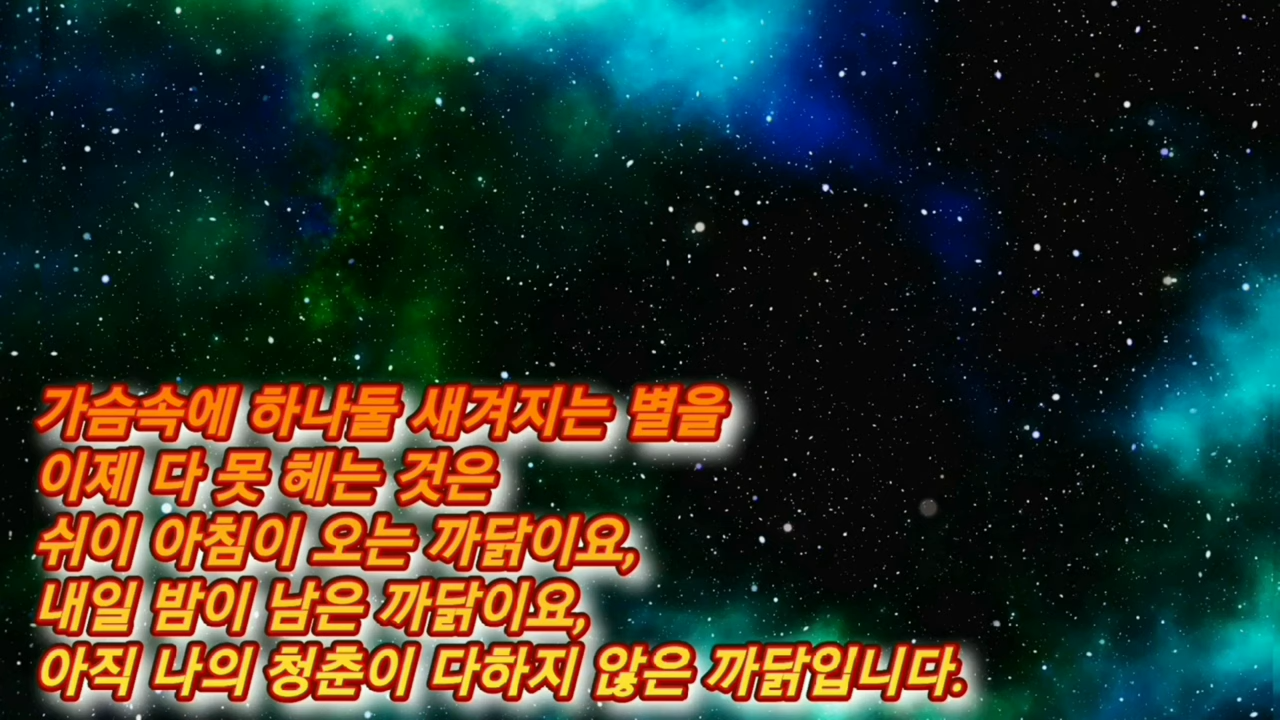 가슴속에 하나둘 새겨지는 별을
이제 다 못 헤는 것은
쉬이 아침이 오는 까닭이요,
내일 밤이 남은 까닭이요,
아직 나의 청춘이 다하지 않은 까닭입니다.